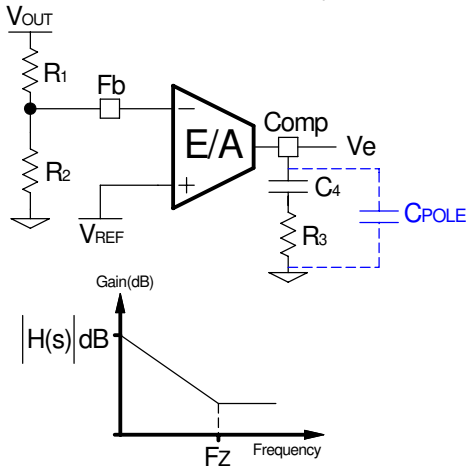 VOUT
R1
Fb
R2
E/A
Comp
Ve
VREF
C4
R3
CPOLE
Gain(dB)
|H(s)|dB
FZ
Frequency